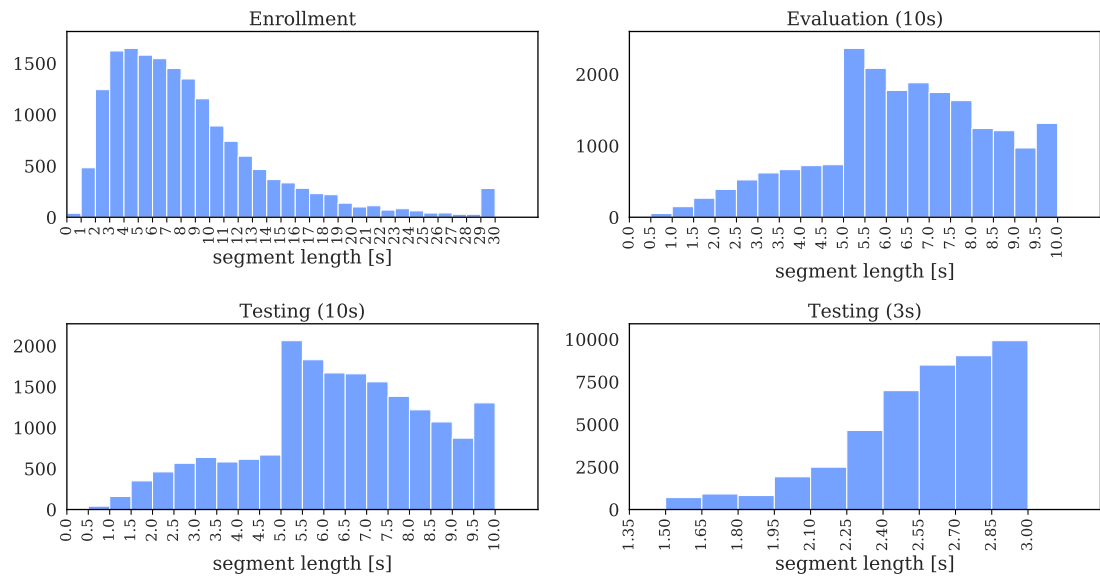 Enrollment
1500
1000
500
0
0 1 2 3 4 5 6 7 8 9 10 11 12 13 14 15 16 17 18 19 20 21 22 23 24 25 26 27 28 29 30
segment length [s]
Evaluation (10s)
2000
1000
0
0.0 0.5 1.0 1.5 2.0 2.5 3.0 3.5 4.0 4.5 5.0 5.5 6.0 6.5 7.0 7.5 8.0 8.5 9.0 9.5 10.0
segment length [s]
Testing (10s)
2000
1500
1000
500
0
0.0 0.5 1.0 1.5 2.0 2.5 3.0 3.5 4.0 4.5 5.0 5.5 6.0 6.5 7.0 7.5 8.0 8.5 9.0 9.5 10.0
segment length [s]
Testing (3s)
10000
7500
5000
2500
0
1.35 1.50 1.65 1.80 1.95 2.10 2.25 2.40 2.55 2.70 2.85 3.00
segment length [s]